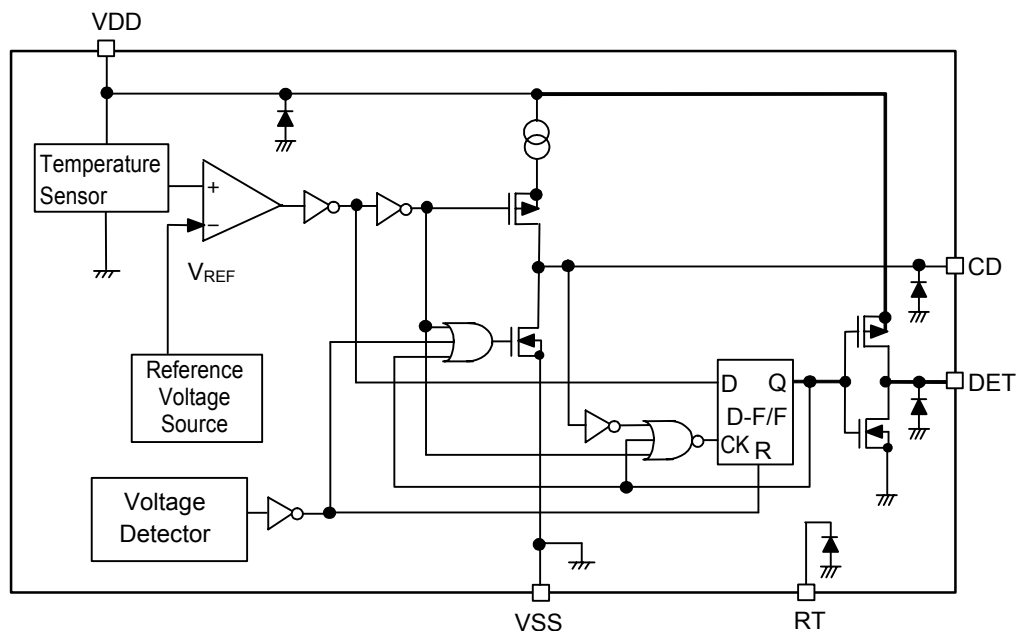 VDD
Temperature
Sensor
+
−
VREF
CD
Reference
Voltage
Source
D Q
D-F/F
CK R
DET
Voltage
Detector
VSS
RT